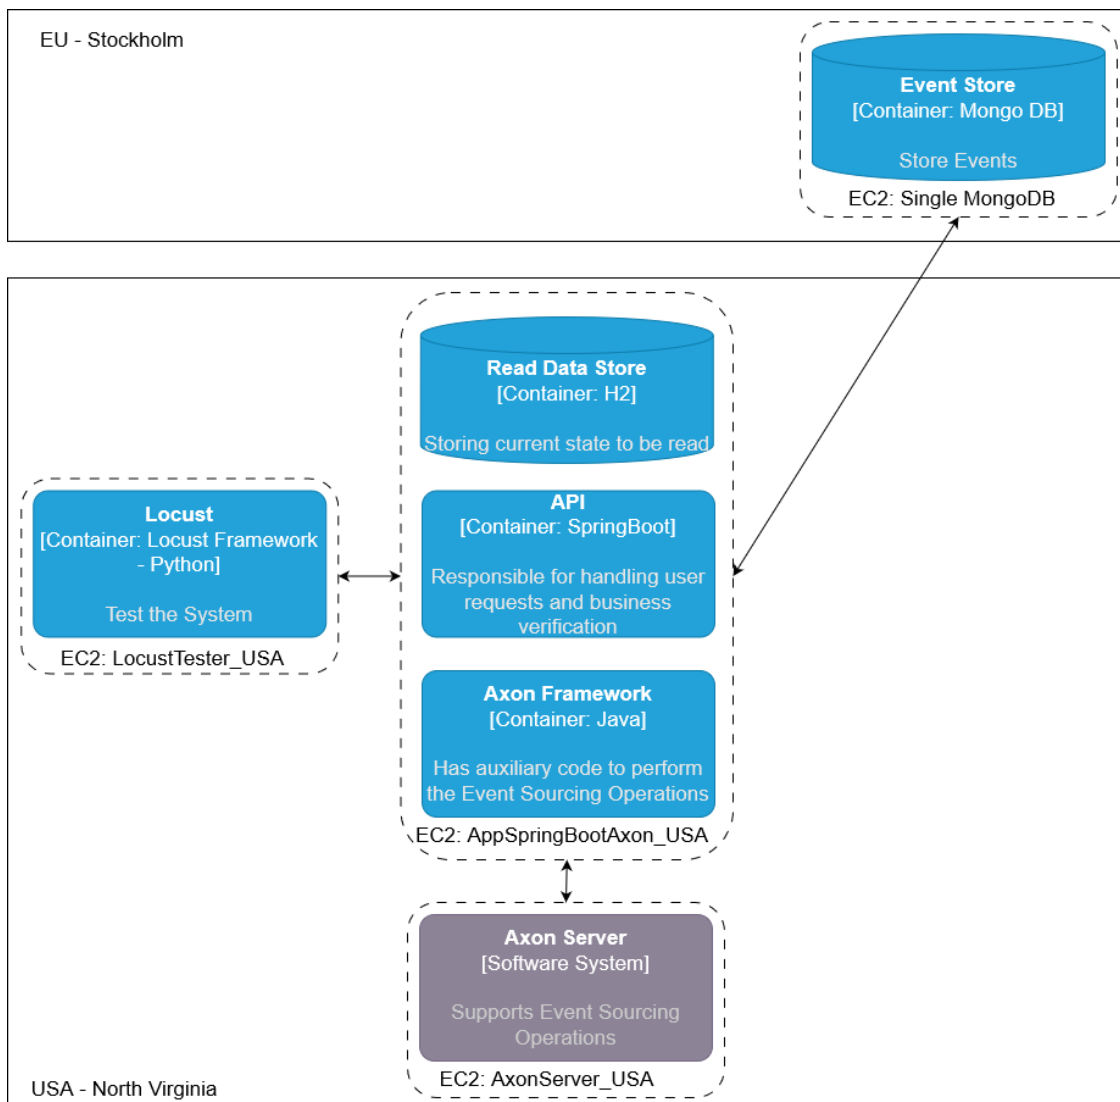 EU - Stockholm
Event Store
[Container: Mongo DB]
Store Events
EC2: Single MongoDB
Read Data Store
[Container: H2]
Storing current state to be read
Locust
[Container: Locust Framework
- Python]
Test the System
EC2: LocustTester_USA
API
[Container: SpringBoot]
Responsible for handling user
requests and business
verification
Axon Framework
[Container: Java]
Has auxiliary code to perform
the Event Sourcing Operations
EC2: AppSpringBootAxon_USA
Axon Server
[Software System]
Supports Event Sourcing
Operations
EC2: AxonServer_USA
USA - North Virginia